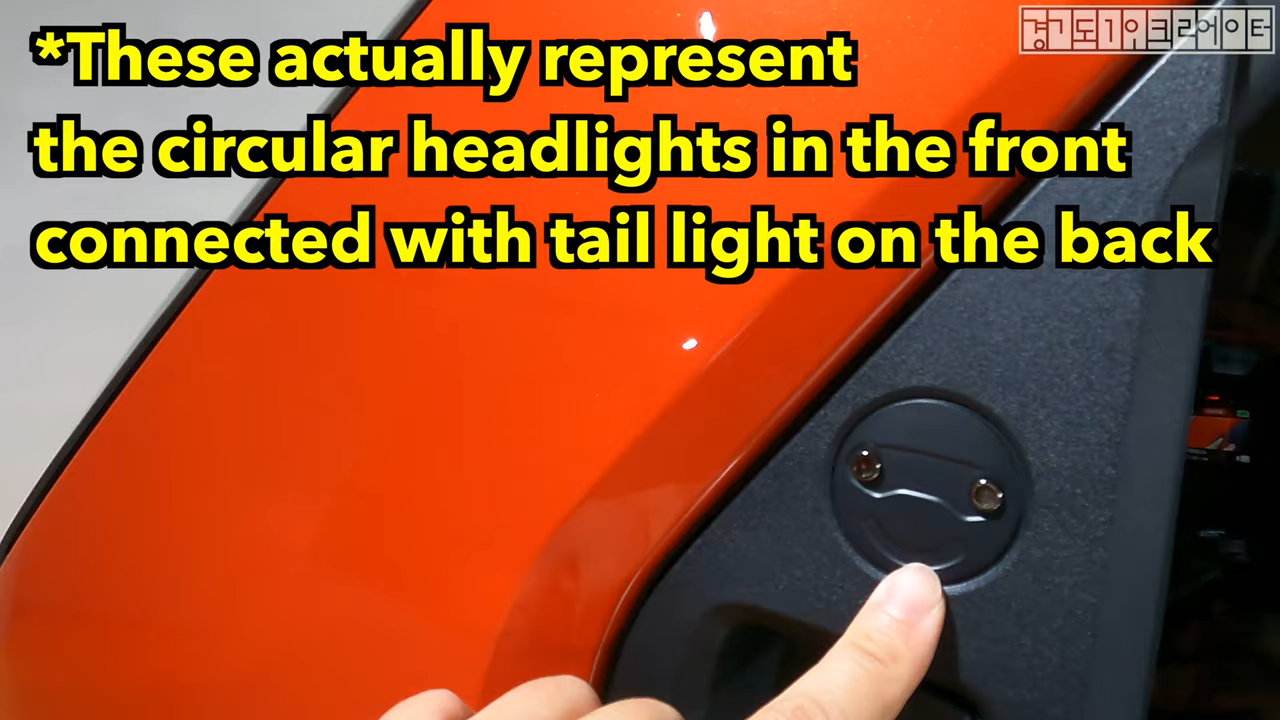 *These actually represent
the circular headlights in the front
connected with tail light on the back
경기도1위크리에이터